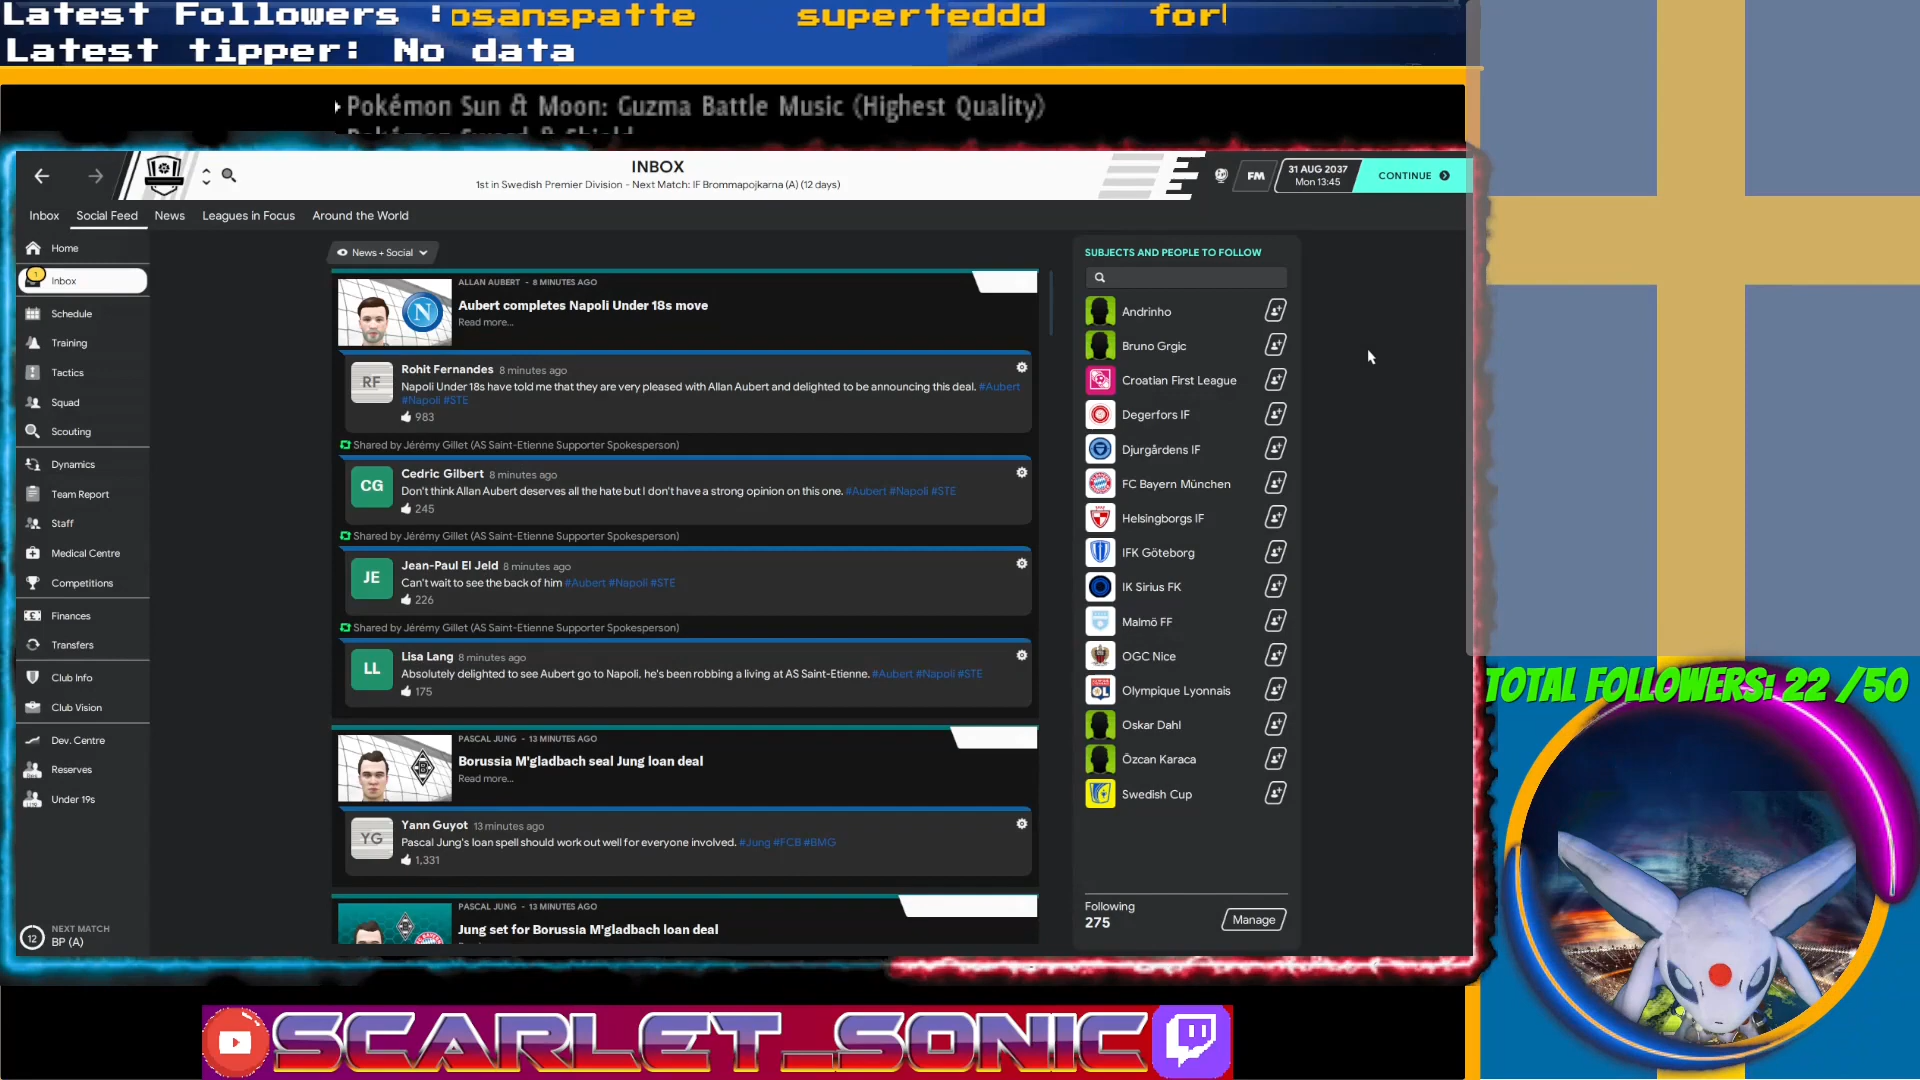 Latest Followers : osanspatte superteddd
Latest tipper: No data
Pokémon Sun & Moon: Guzma Battle Music (Highest Quality)
INBOX
1st in Swedish Premier Division - Next Match: IF Brommapojkarna (A) (12 days)
FM
31 AUG 2037
Mon 13:45
CONTINUE
Inbox Social Feed News Leagues in Focus Around the World
Home
1
Inbox
Schedule
Training
Tactics
Squad
Scouting
Dynamics
Team Report
Staff
Medical Centre
Competitions
Finances
Transfers
Club Info
Club Vision
Dev. Centre
Reserves
Under 19s
12
NEXT MATCH
BP (A)
News + Social
ALLAN AUBERT - 8 MINUTES AGO
Aubert completes Napoli Under 18s move
Read more...
RF
Rohit Fernandes 8 minutes ago
Napoli Under 18s have told me that they are very pleased with Allan Aubert and delighted to be announcing this deal. #Aubert
#Napoli #STE
983
Shared by Jérémy Gillet (AS Saint-Etienne Supporter Spokesperson)
CG
Cedric Gilbert 8 minutes ago
Don't think Allan Aubert deserves all the hate but I don't have a strong opinion on this one. #Aubert #Napoli #STE
245
Shared by Jérémy Gillet (AS Saint-Etienne Supporter Spokesperson)
JE
Jean-Paul El Jeld 8 minutes ago
Can't wait to see the back of him #Aubert #Napoli #STE
226
Shared by Jérémy Gillet (AS Saint-Etienne Supporter Spokesperson)
LL
Lisa Lang 8 minutes ago
Absolutely delighted to see Aubert go to Napoli, he's been robbing a living at AS Saint-Etienne. #Aubert #Napoli #STE
175
PASCAL JUNG - 13 MINUTES AGO
Borussia M'gladbach seal Jung loan deal
Read more...
YG
Yann Guyot 13 minutes ago
Pascal Jung's loan spell should work out well for everyone involved. #Jung #FCB #BMG
1,331
PASCAL JUNG - 13 MINUTES AGO
Jung set for Borussia M'gladbach loan deal
SUBJECTS AND PEOPLE TO FOLLOW
Andrinho
Bruno Grgic
Croatian First League
Degerfors IF
Djurgårdens IF
FC Bayern München
Helsingborgs IF
IFK Göteborg
IK Sirius FK
Malmö FF
OGC Nice
Olympique Lyonnais
Oskar Dahl
Özcan Karaca
Swedish Cup
Following
275
Manage
TOTAL FOLLOWERS: 22 /50
SCARLET_SONIC